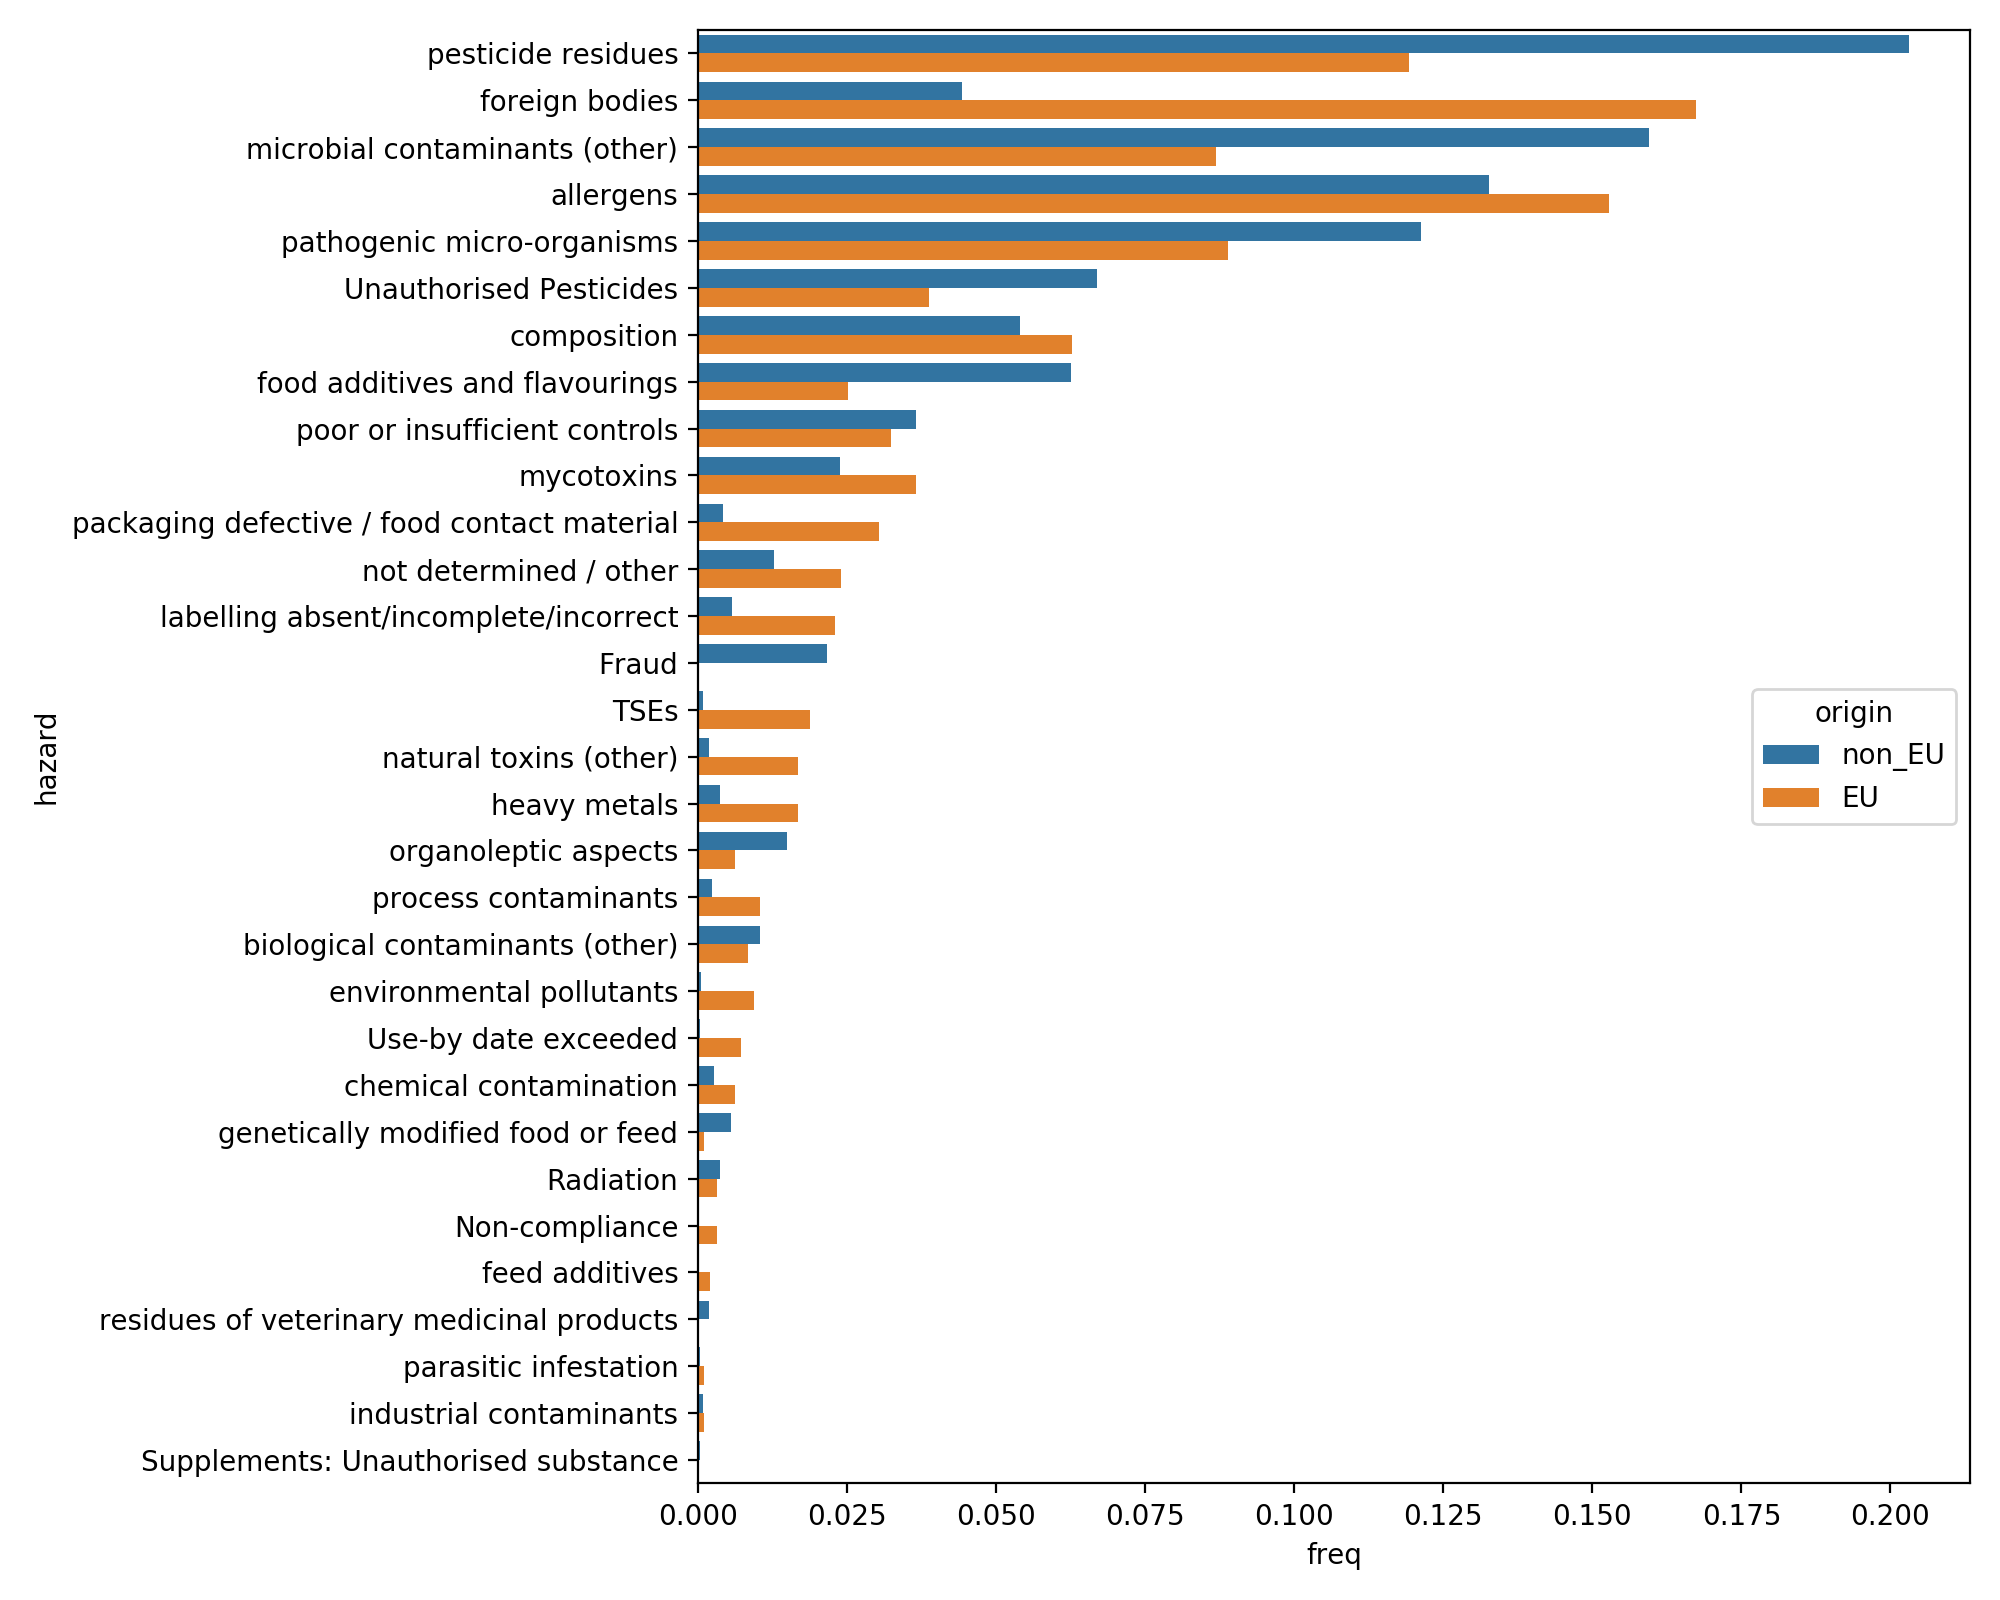 pesticide residues
foreign bodies
microbial contaminants (other)
allergens
pathogenic micro-organisms
Unauthorised Pesticides
composition
food additives and flavourings
poor or insufficient controls
mycotoxins
packaging defective / food contact material
not determined / other
labelling absent/incomplete/incorrect
Fraud
TSEs
natural toxins (other)
heavy metals
organoleptic aspects
process contaminants
biological contaminants (other)
environmental pollutants
Use-by date exceeded
chemical contamination
genetically modified food or feed
Radiation
Non-compliance
feed additives
residues of veterinary medicinal products
parasitic infestation
industrial contaminants
Supplements: Unauthorised substance
hazard
origin
non_EU
EU
0.000 0.025 0.050 0.075 0.100 0.125 0.150 0.175 0.200
freq